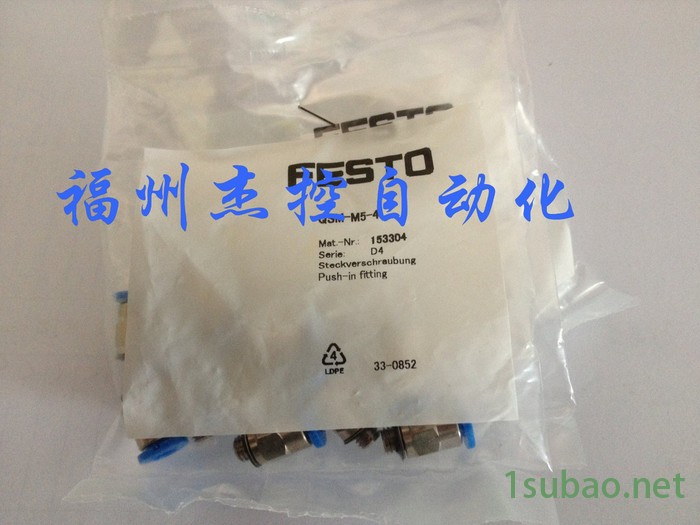 FESTO
FESTO
福州杰控自动化
QSM-M5-4
Mat.-Nr.: 153304
Serie: D4
Steckverschraubung
Push-in fitting
4
LDPE
33-0852
1subao.net